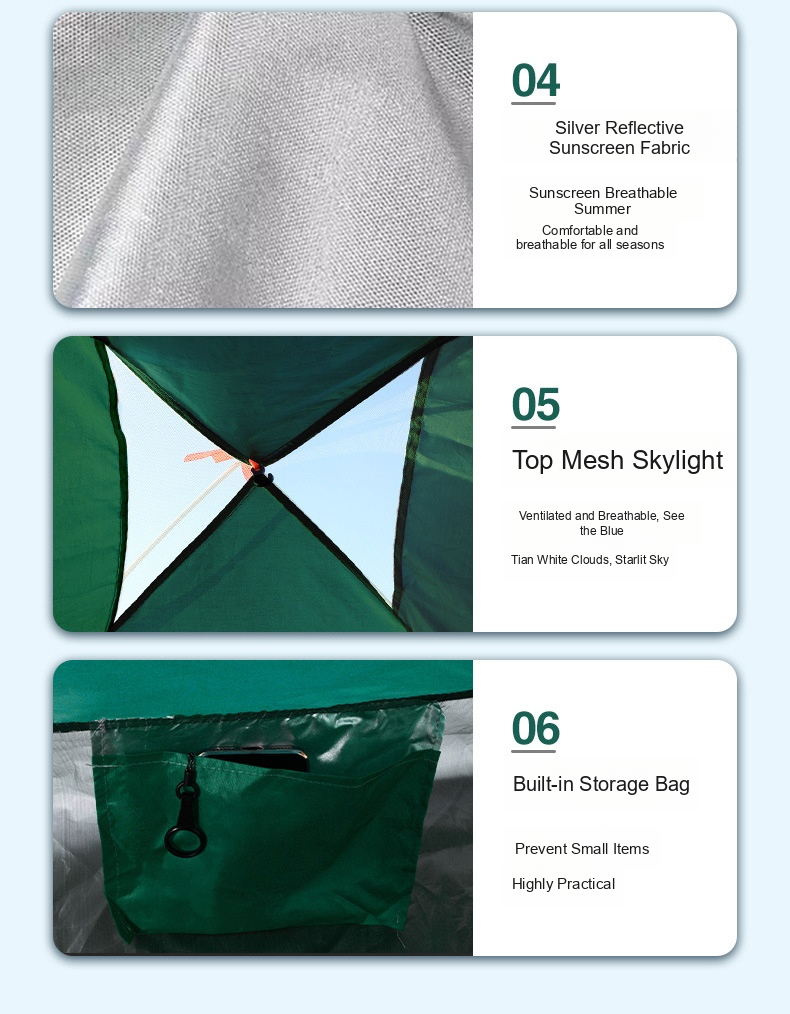 04
Silver Reflective
Sunscreen Fabric
Sunscreen Breathable
Summer
Comfortable and
breathable for all seasons
05
Top Mesh Skylight
Ventilated and Breathable, See
the Blue
Tian White Clouds, Starlit Sky
06
Built-in Storage Bag
Prevent Small Items
Highly Practical